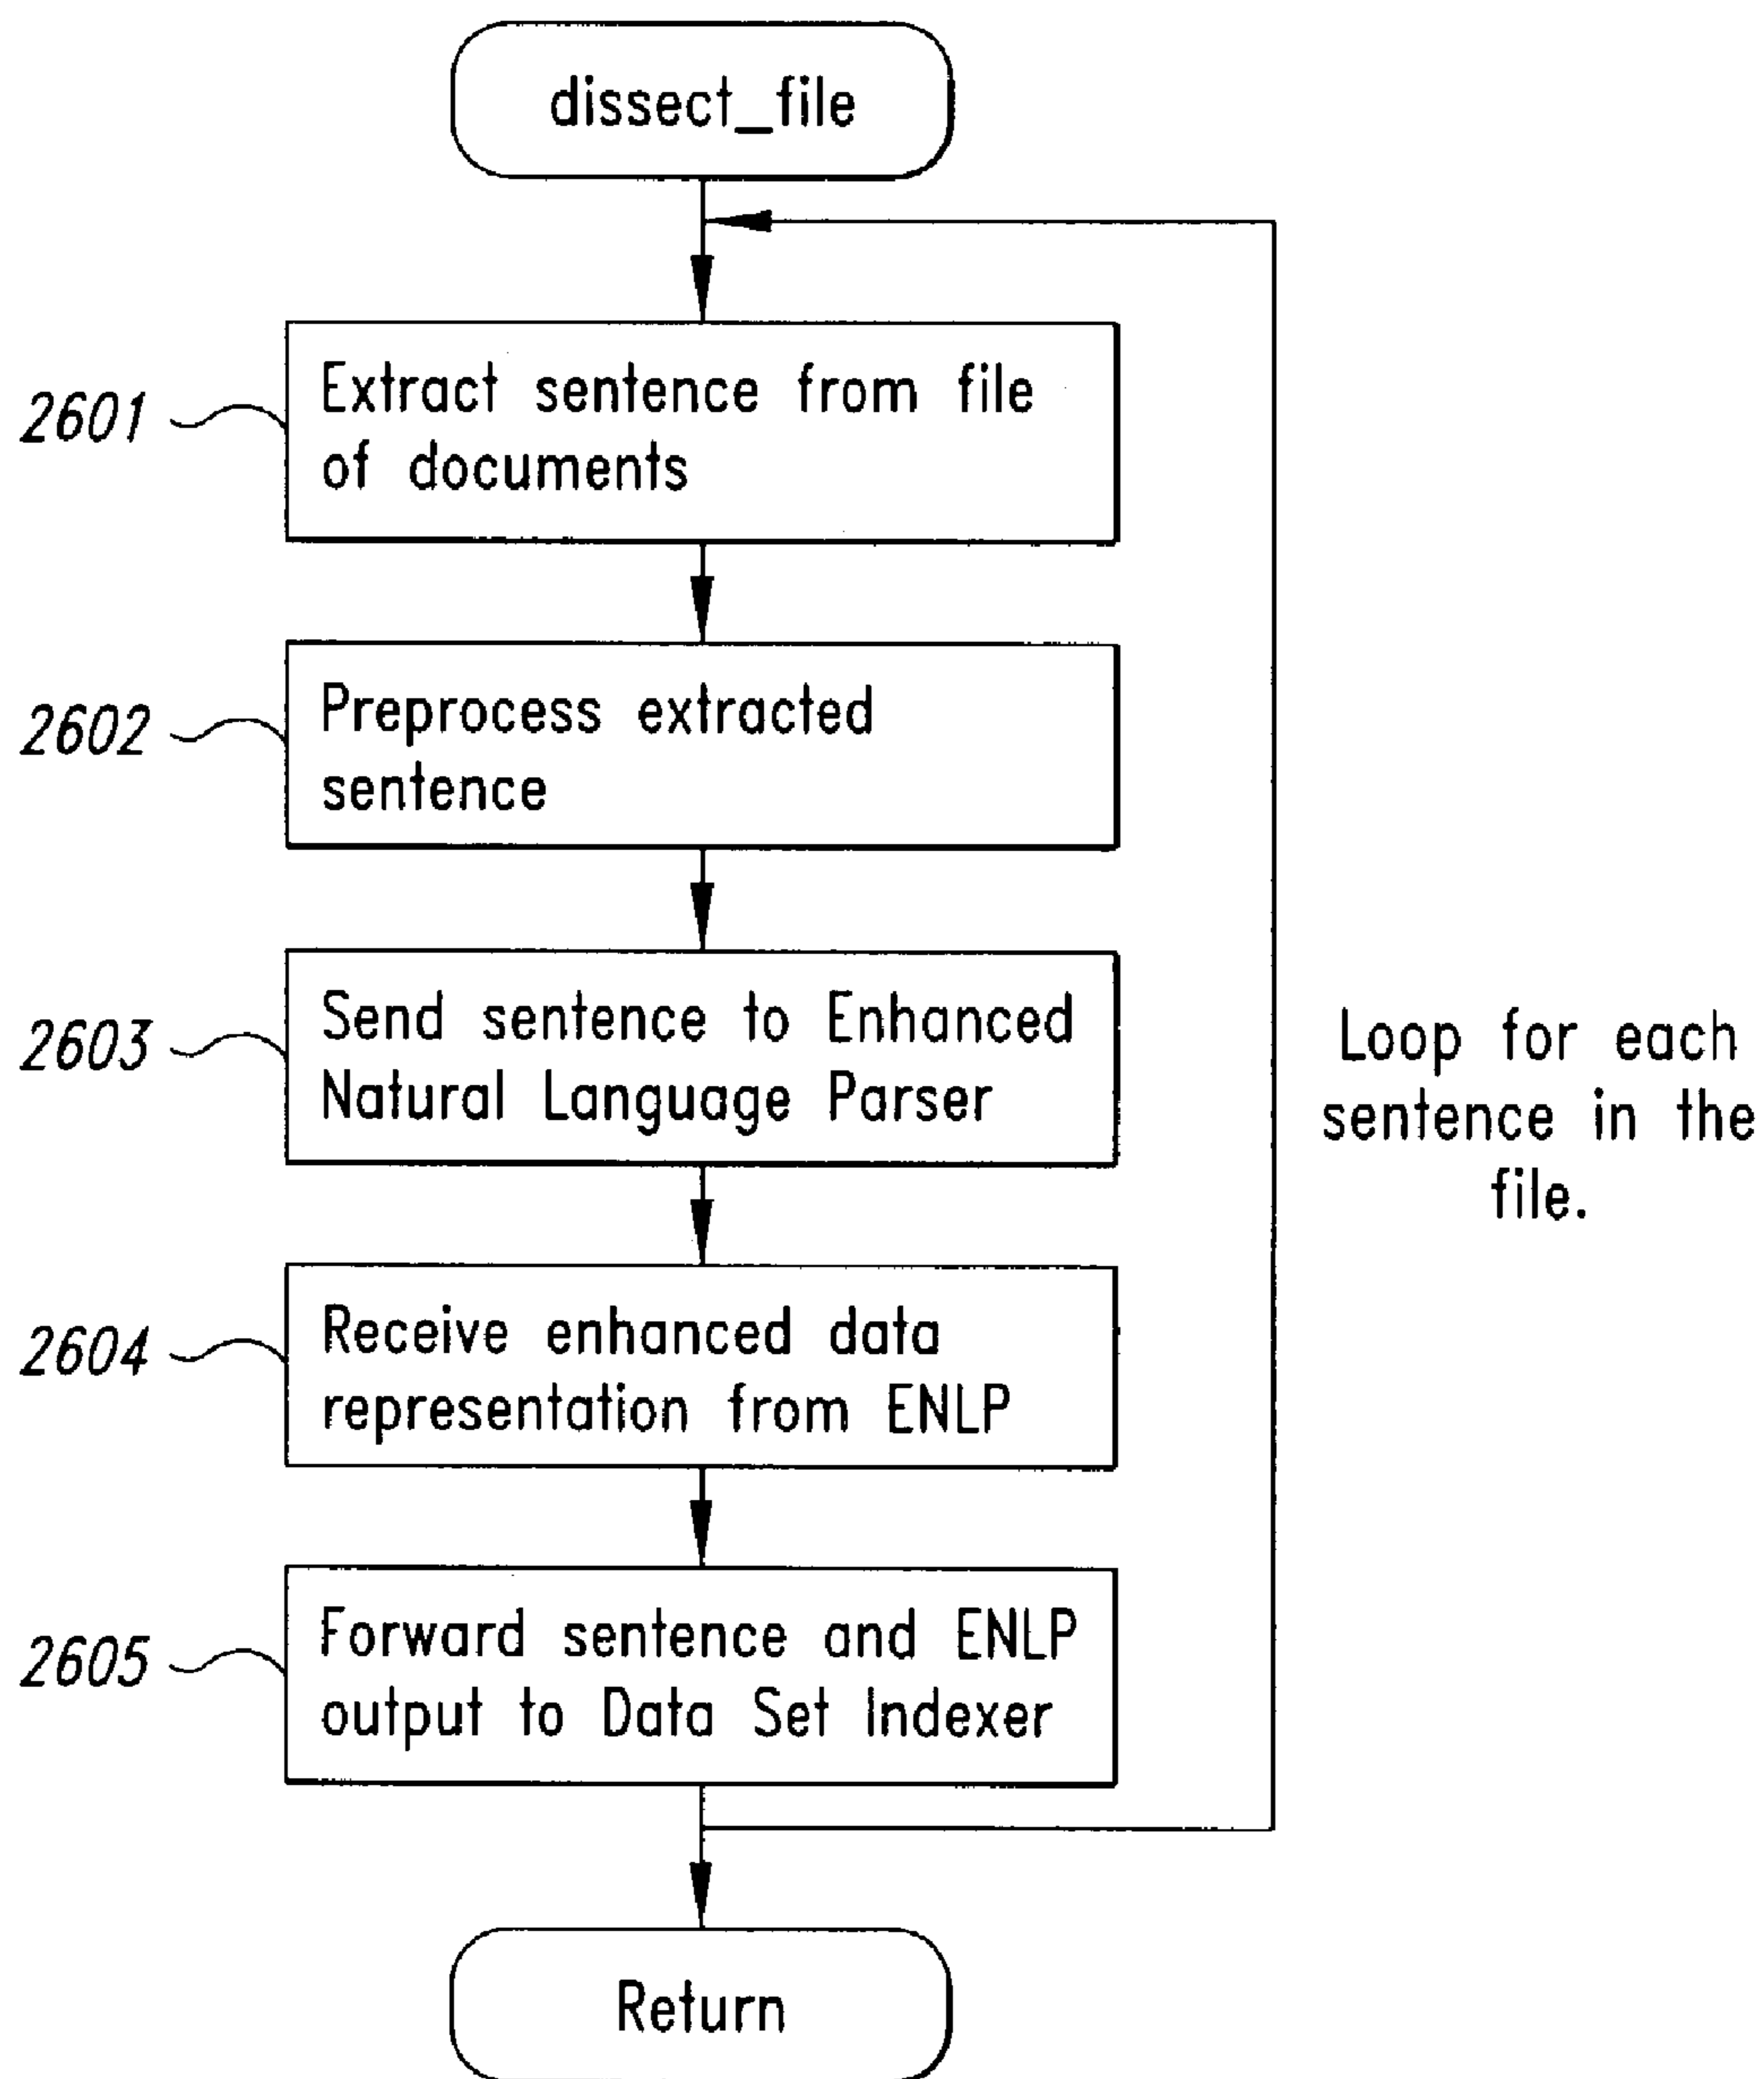 dissect_file
2601
Extract sentence from file
of documents
2602
Preprocess extracted
sentence
2603
Send sentence to Enhanced
Natural Language Parser
Loop for each
sentence in the
file.
2604
Receive enhanced data
representation from ENLP
2605
Forward sentence and ENLP
output to Data Set Indexer
Return